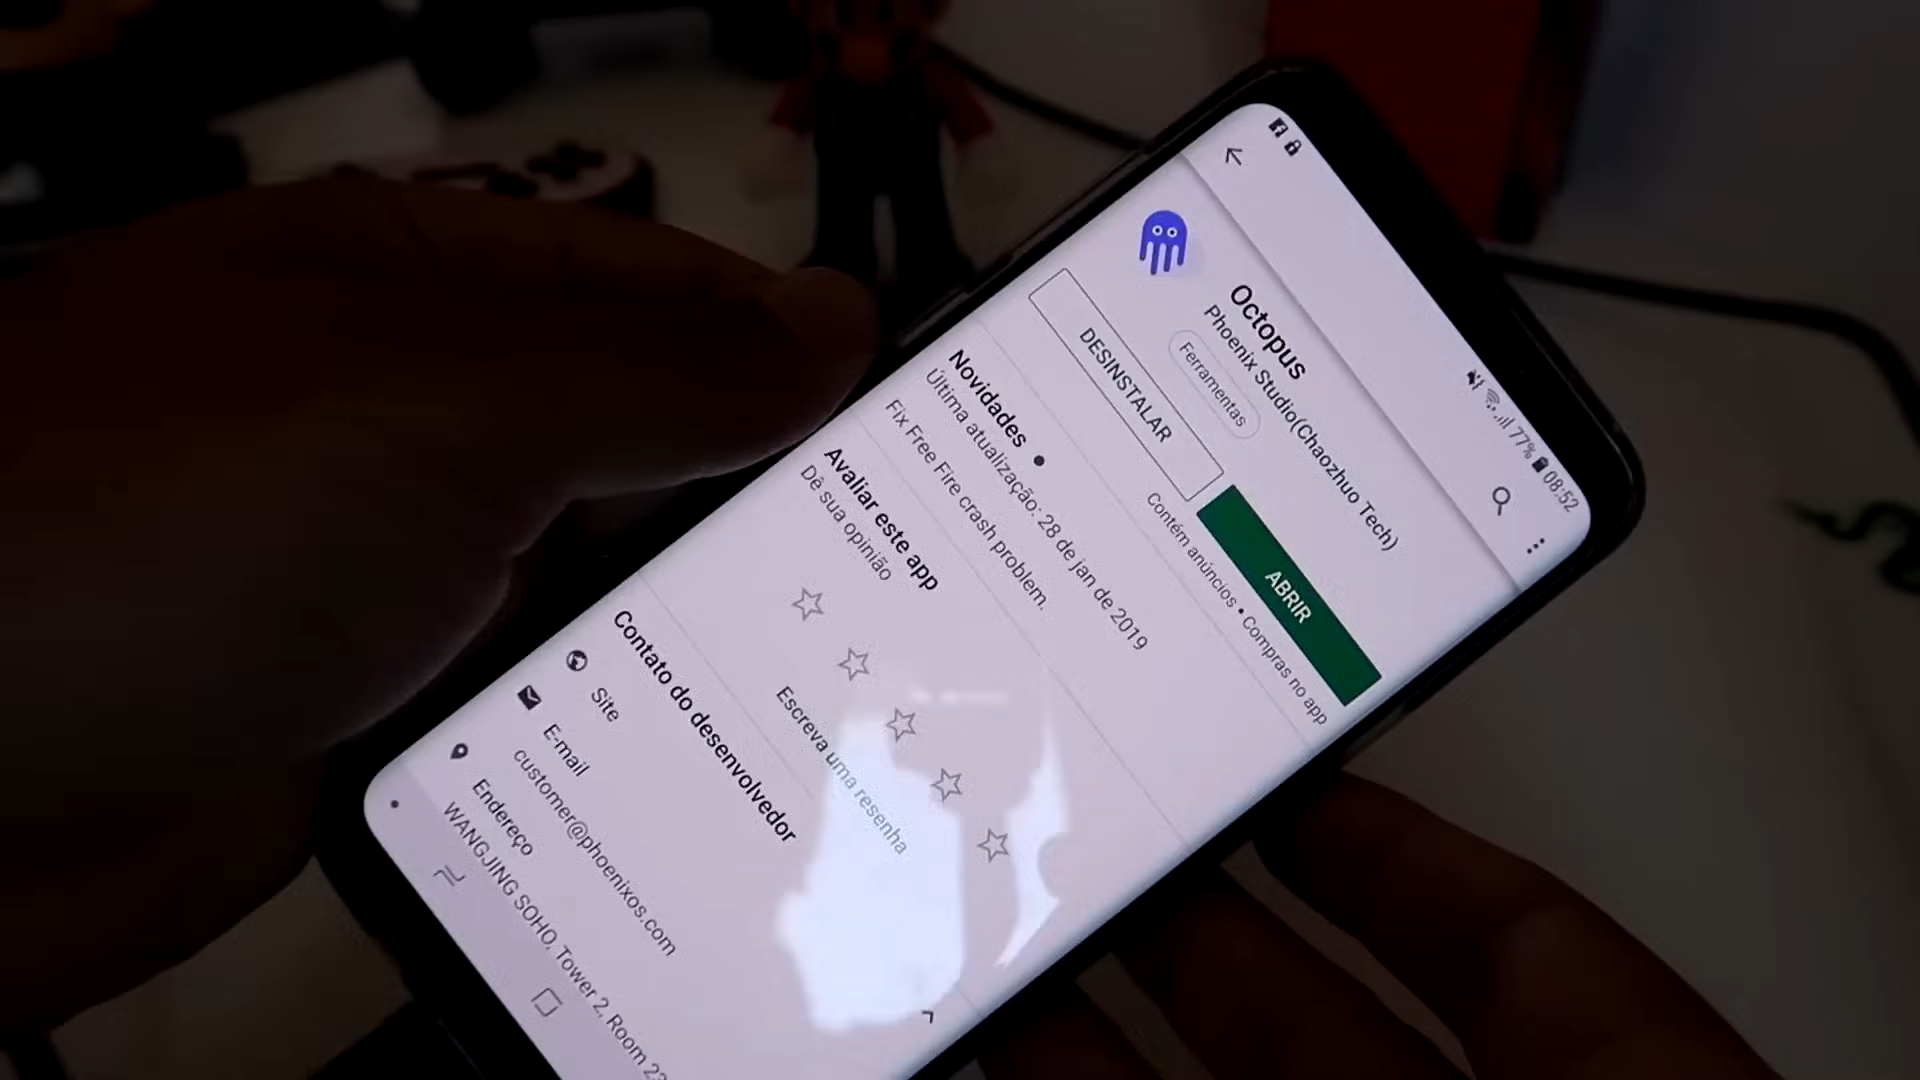 77% 08:52
Octopus
Phoenix Studio(Chaozhuo Tech)
Ferramentas
DESINSTALAR
ABRIR
Contém anúncios • Compras no app
Novidades •
Última atualização: 28 de jan de 2019
Fix Free Fire crash problem.
Avaliar este app
Dê sua opinião
Escreva uma resenha
Contato do desenvolvedor
Site
E-mail
customer@phoenixos.com
Endereço
WANGJING SOHO, Tower 2, Room